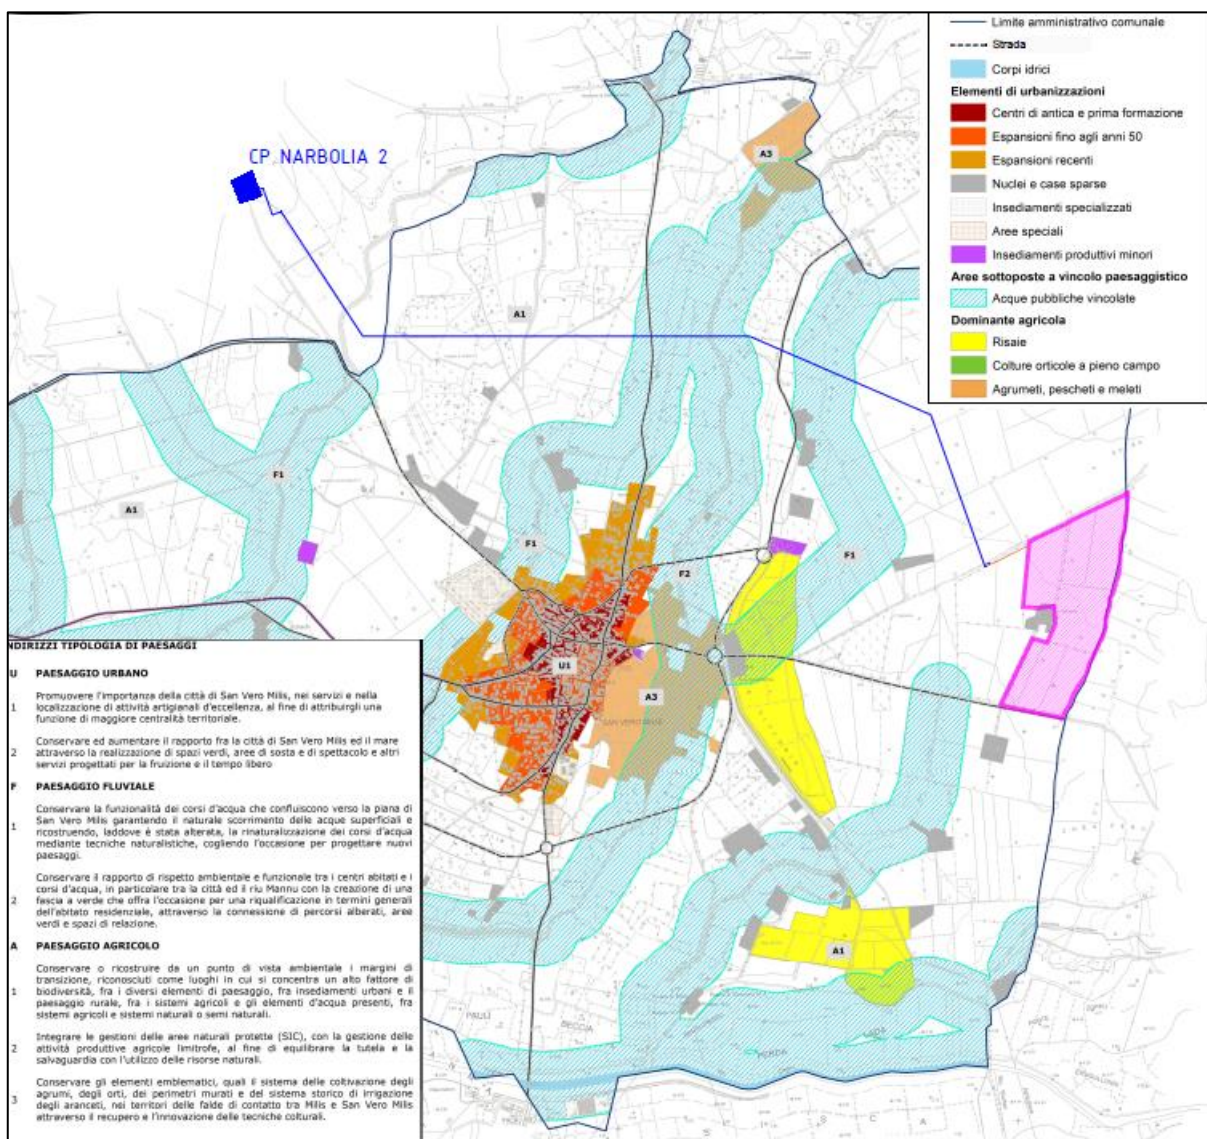 Limite amministrativo comunale
Strada
Corpi idrici
Elementi di urbanizzazioni
Centri di antica e prima formazione
Espansioni fino agli anni 50
Espansioni recenti
Nuclei e case sparse
Insediamenti specializzati
Aree speciali
Insediamenti produttivi minori
Aree sottoposte a vincolo paesaggistico
Acque pubbliche vincolate
Dominante agricola
Risaie
Colture orticole a pieno campo
Agrumeti, pescheti e meleti
CP NARBOLIA 2
A3
A1
F1
A1
F1
F2
F1
U1
A3
SAN VERO MILIS
A1
PAULI
BECCIA
PERDA
LADA
NDIRIZZI TIPOLOGIA DI PAESAGGI
U PAESAGGIO URBANO
Promuovere l'importanza della città di San Vero Milis, nei servizi e nella
1 localizzazione di attività artigianali d'eccellenza, al fine di attribuirgli una
funzione di maggiore centralità territoriale.
Conservare ed aumentare il rapporto fra la città di San Vero Milis ed il mare
2 attraverso la realizzazione di spazi verdi, aree di sosta e di spettacolo e altri
servizi progettati per la fruizione e il tempo libero
F PAESAGGIO FLUVIALE
Conservare la funzionalità dei corsi d'acqua che confluiscono verso la piana di
San Vero Milis garantendo il naturale scorrimento delle acque superficiali e
1 ricostruendo, laddove è stata alterata, la rinaturalizzazione dei corsi d'acqua
mediante tecniche naturalistiche, cogliendo l'occasione per progettare nuovi
paesaggi.
Conservare il rapporto di rispetto ambientale e funzionale tra i centri abitati e i
corsi d'acqua, in particolare tra la città ed il riu Mannu con la creazione di una
2 fascia a verde che offra l'occasione per una riqualificazione in termini generali
dell'abitato residenziale, attraverso la connessione di percorsi alberati, aree
verdi e spazi di relazione.
A PAESAGGIO AGRICOLO
Conservare o ricostruire da un punto di vista ambientale i margini di
transizione, riconosciuti come luoghi in cui si concentra un alto fattore di
1 biodiversità, fra i diversi elementi di paesaggio, fra insediamenti urbani e il
paesaggio rurale, fra i sistemi agricoli e gli elementi d'acqua presenti, fra
sistemi agricoli e sistemi naturali o semi naturali.
Integrare le gestioni delle aree naturali protette (SIC), con la gestione delle
2 attività produttive agricole limitrofe, al fine di equilibrare la tutela e la
salvaguardia con l'utilizzo delle risorse naturali.
Conservare gli elementi emblematici, quali il sistema delle coltivazione degli
agrumi, degli orti, dei perimetri murati e del sistema storico di irrigazione
3 degli aranceti, nei territori delle falde di contatto tra Milis e San Vero Milis
attraverso il recupero e l'innovazione delle tecniche colturali.